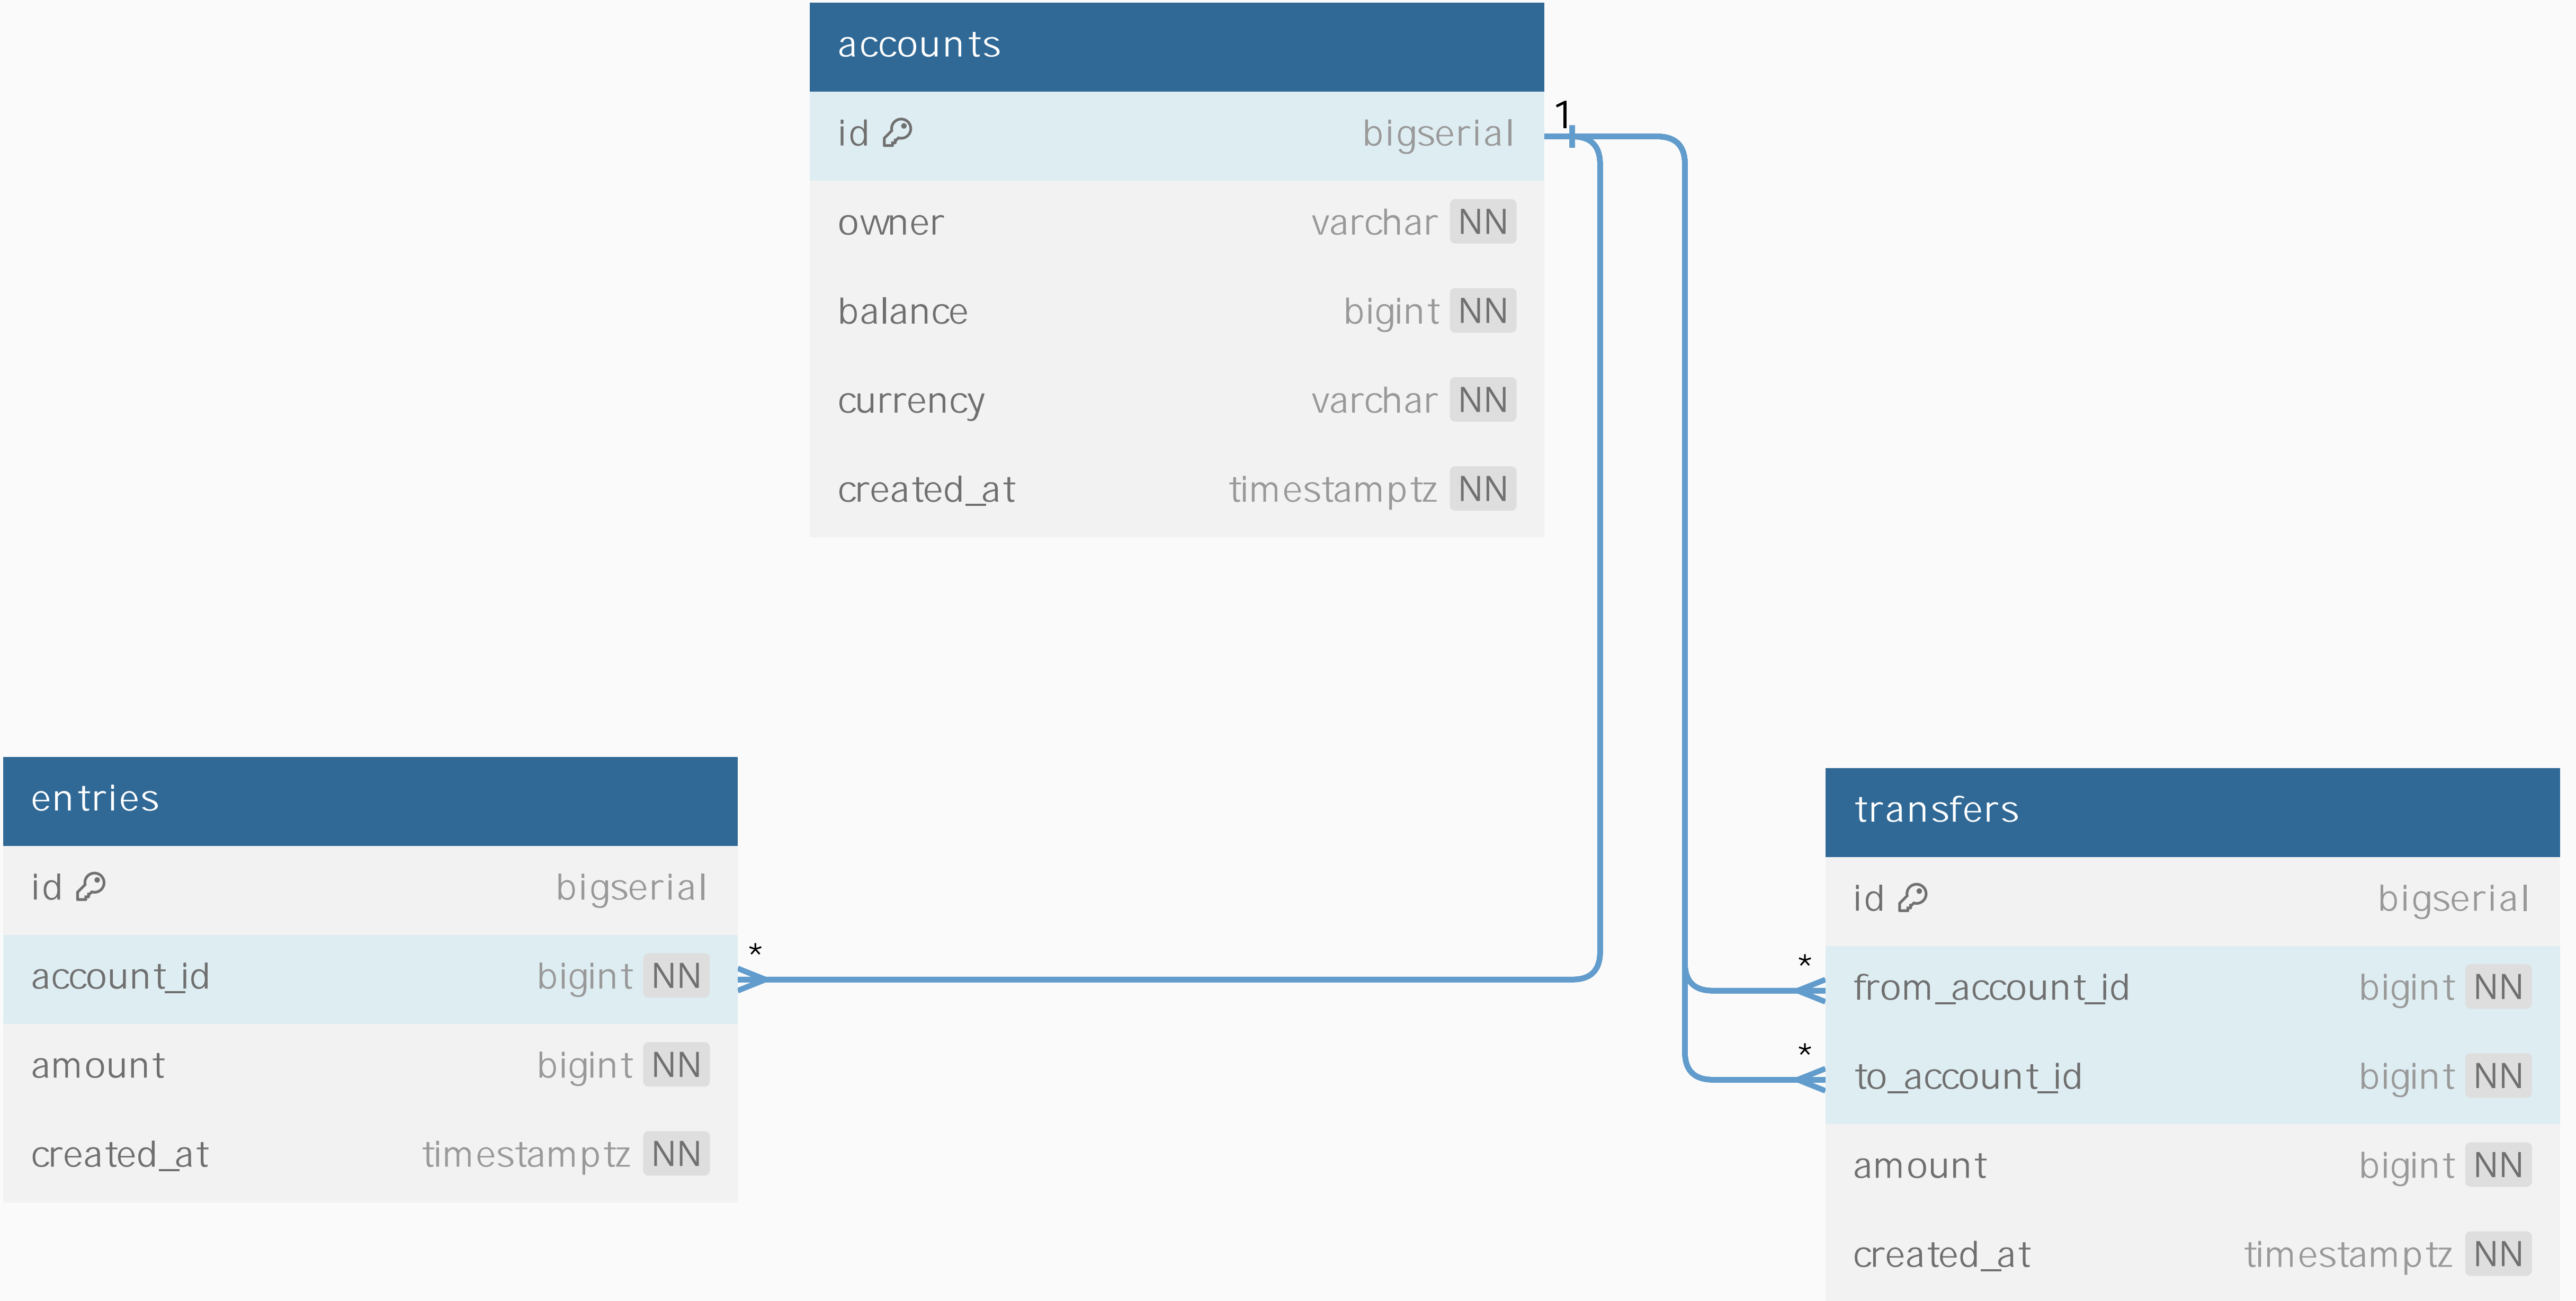 accounts
id bigserial
1
owner varchar NN
balance bigint NN
currency varchar NN
created_at timestamptz NN
entries
id bigserial
account_id bigint NN
*
amount bigint NN
created_at timestamptz NN
transfers
id bigserial
*
from_account_id bigint NN
*
to_account_id bigint NN
amount bigint NN
created_at timestamptz NN